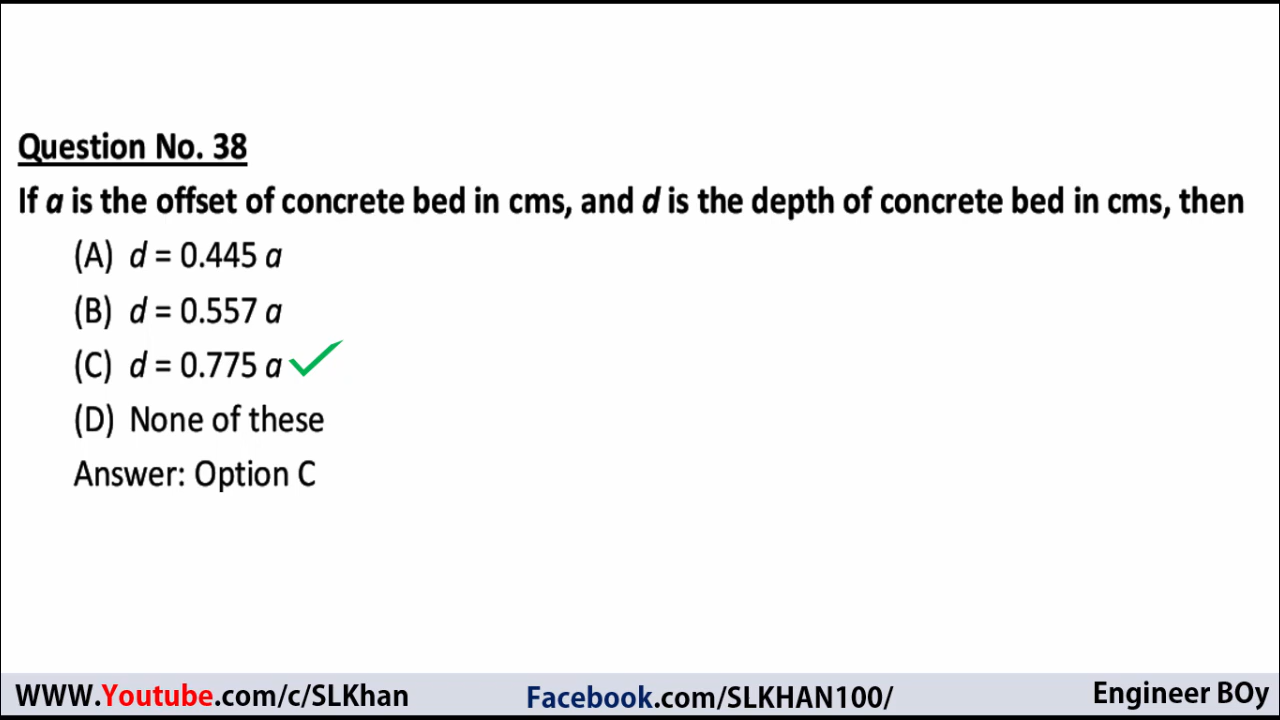 Question No. 38
If a is the offset of concrete bed in cms, and d is the depth of concrete bed in cms, then
(A) d = 0.445 a
(B) d = 0.557 a
(C) d = 0.775 a
(D) None of these
Answer: Option C
WWW.Youtube.com/c/SLKhan Facebook.com/SLKHAN100/ Engineer BOy